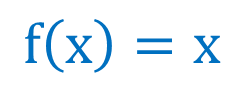 f(x) = x